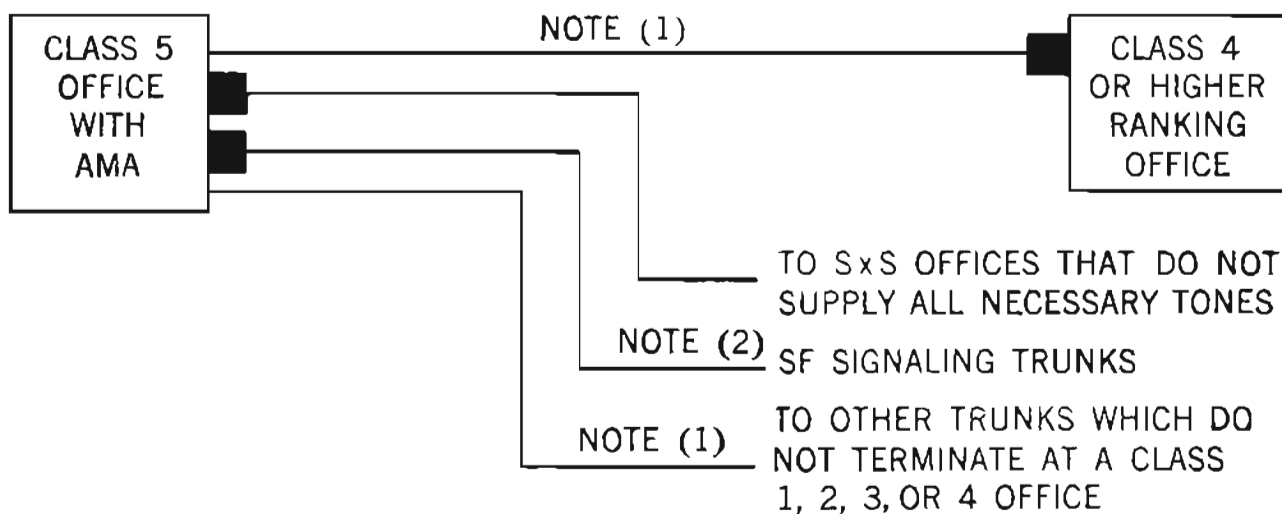 CLASS 5
OFFICE
WITH
AMA
NOTE (1)
CLASS 4
OR HIGHER
RANKING
OFFICE
TO SxS OFFICES THAT DO NOT
SUPPLY ALL NECESSARY TONES
NOTE (2)
SF SIGNALING TRUNKS
NOTE (1)
TO OTHER TRUNKS WHICH DO
NOT TERMINATE AT A CLASS
1, 2, 3, OR 4 OFFICE